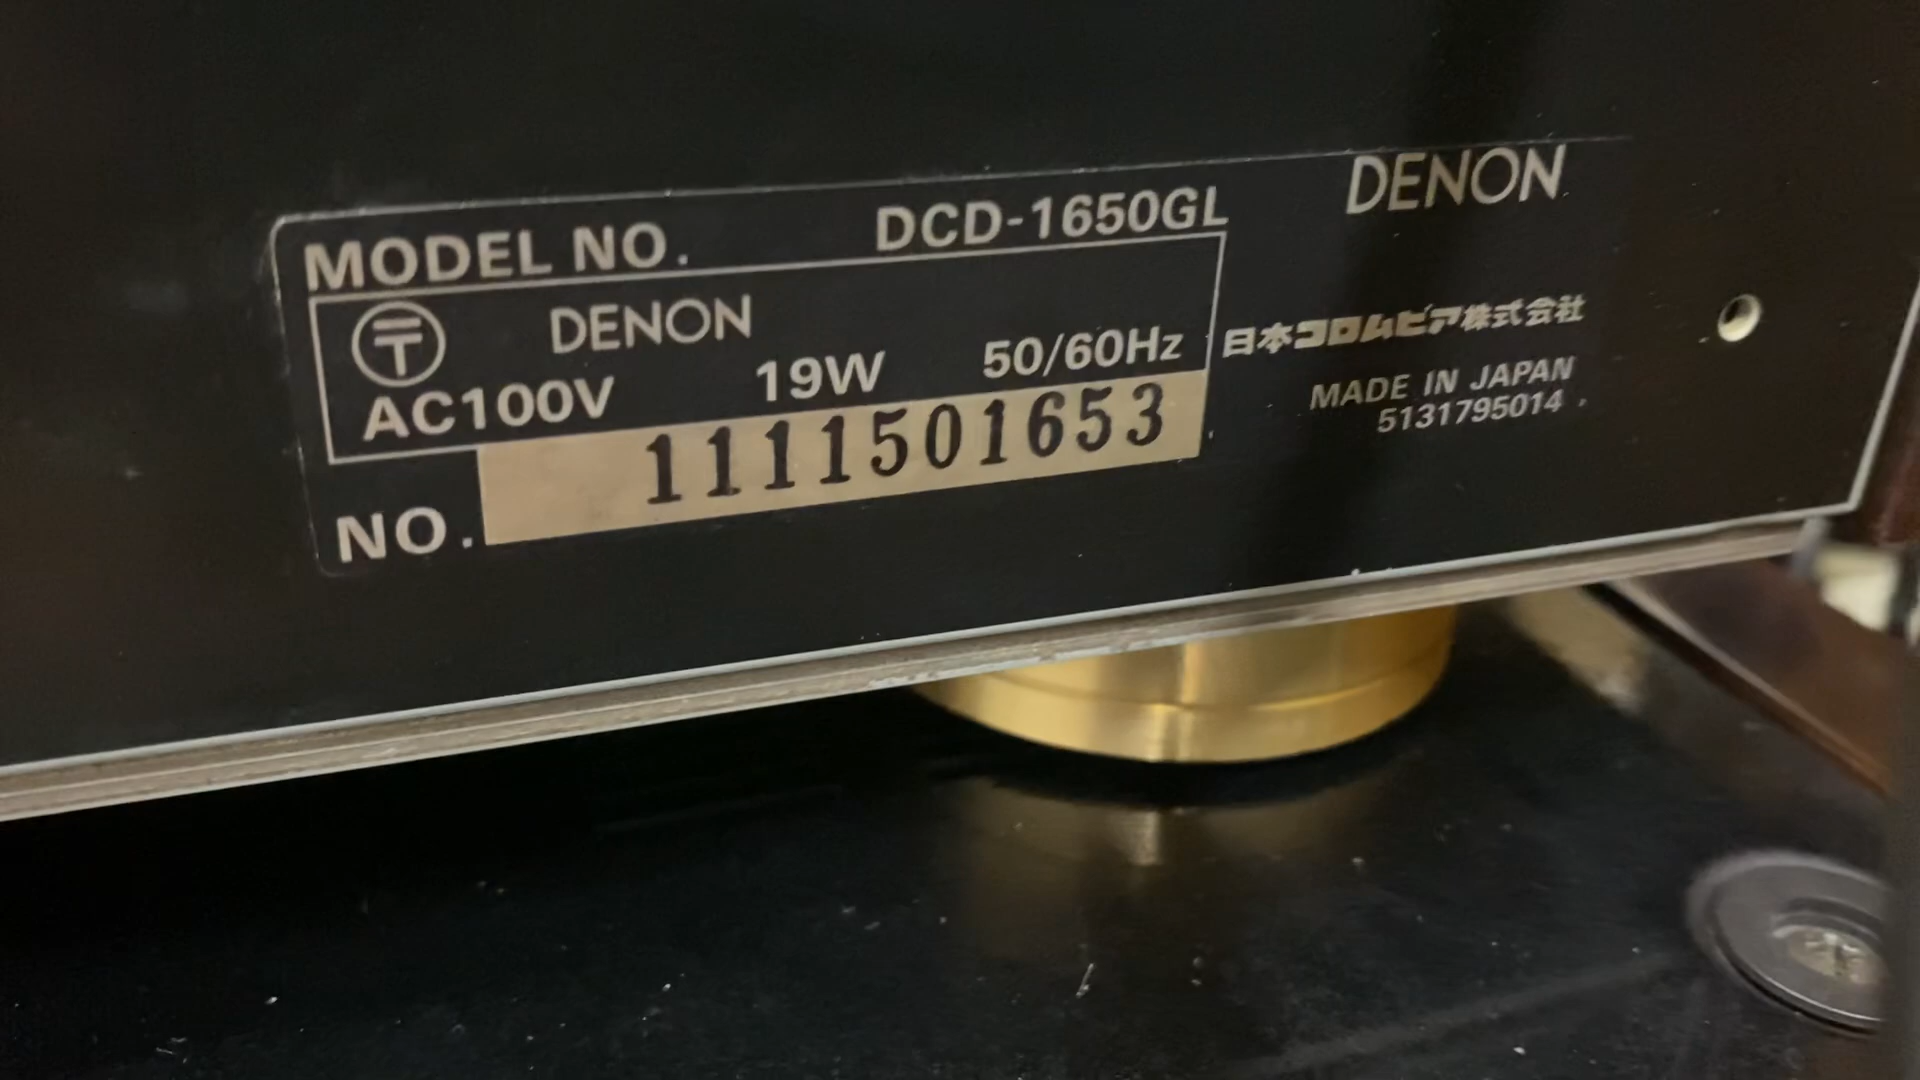 MODEL NO. DCD-1650GL
〒 DENON
AC100V 19W 50/60Hz
NO. 1111501653
DENON
日本コロムビア株式会社
MADE IN JAPAN
5131795014